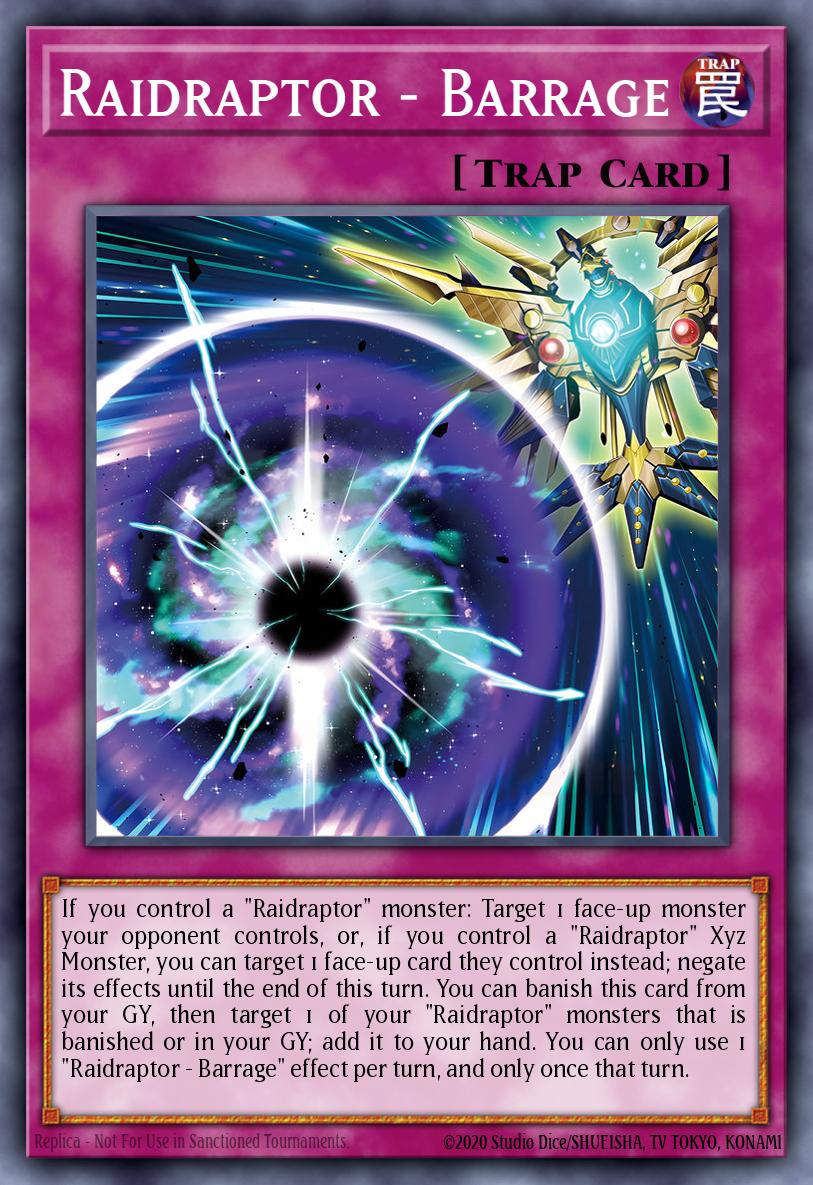 Raidraptor - Barrage
TRAP
罠
[Trap Card]
If you control a "Raidraptor" monster: Target 1 face-up monster
your opponent controls, or, if you control a "Raidraptor" Xyz
Monster, you can target 1 face-up card they control instead; negate
its effects until the end of this turn. You can banish this card from
your GY, then target 1 of your "Raidraptor" monsters that is
banished or in your GY; add it to your hand. You can only use 1
"Raidraptor - Barrage" effect per turn, and only once that turn.
Replica - Not For Use in Sanctioned Tournaments.
©2020 Studio Dice/SHUEISHA, TV TOKYO, KONAMI